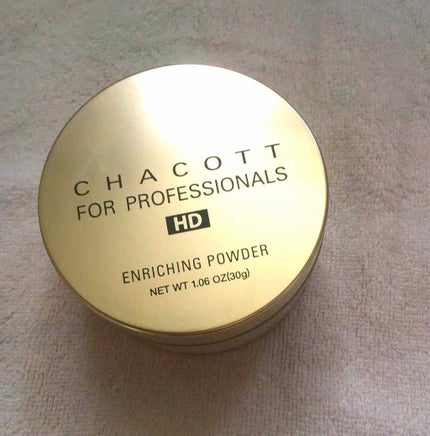 CHACOTT
FOR PROFESSIONALS
HD
ENRICHING POWDER
NET WT 1.06 OZ(30g)